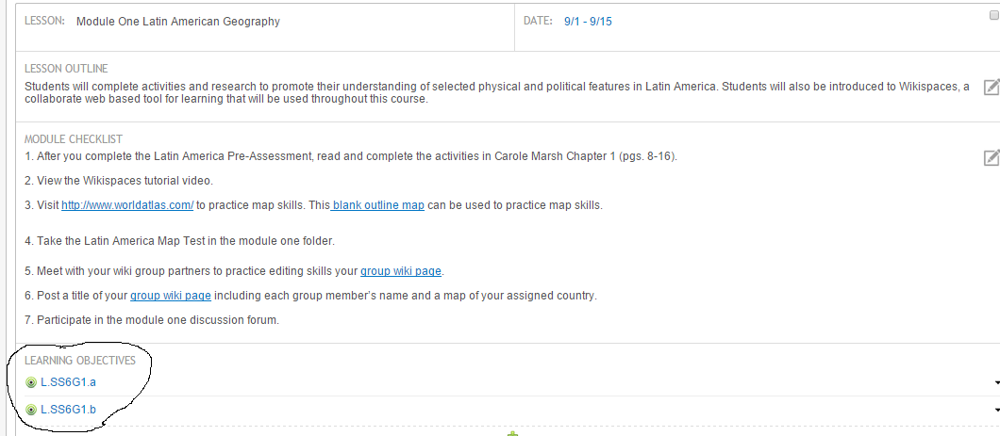 LESSON: Module One Latin American Geography DATE: 9/1 - 9/15
LESSON OUTLINE
Students will complete activities and research to promote their understanding of selected physical and political features in Latin America. Students will also be introduced to Wikispaces, a
collaborate web based tool for learning that will be used throughout this course.
MODULE CHECKLIST
1. After you complete the Latin America Pre-Assessment, read and complete the activities in Carole Marsh Chapter 1 (pgs. 8-16).
2. View the Wikispaces tutorial video.
3. Visit http://www.worldatlas.com/ to practice map skills. This blank outline map can be used to practice map skills.
4. Take the Latin America Map Test in the module one folder.
5. Meet with your wiki group partners to practice editing skills your group wiki page.
6. Post a title of your group wiki page including each group member's name and a map of your assigned country.
7. Participate in the module one discussion forum.
LEARNING OBJECTIVES
L.SS6G1.a
L.SS6G1.b